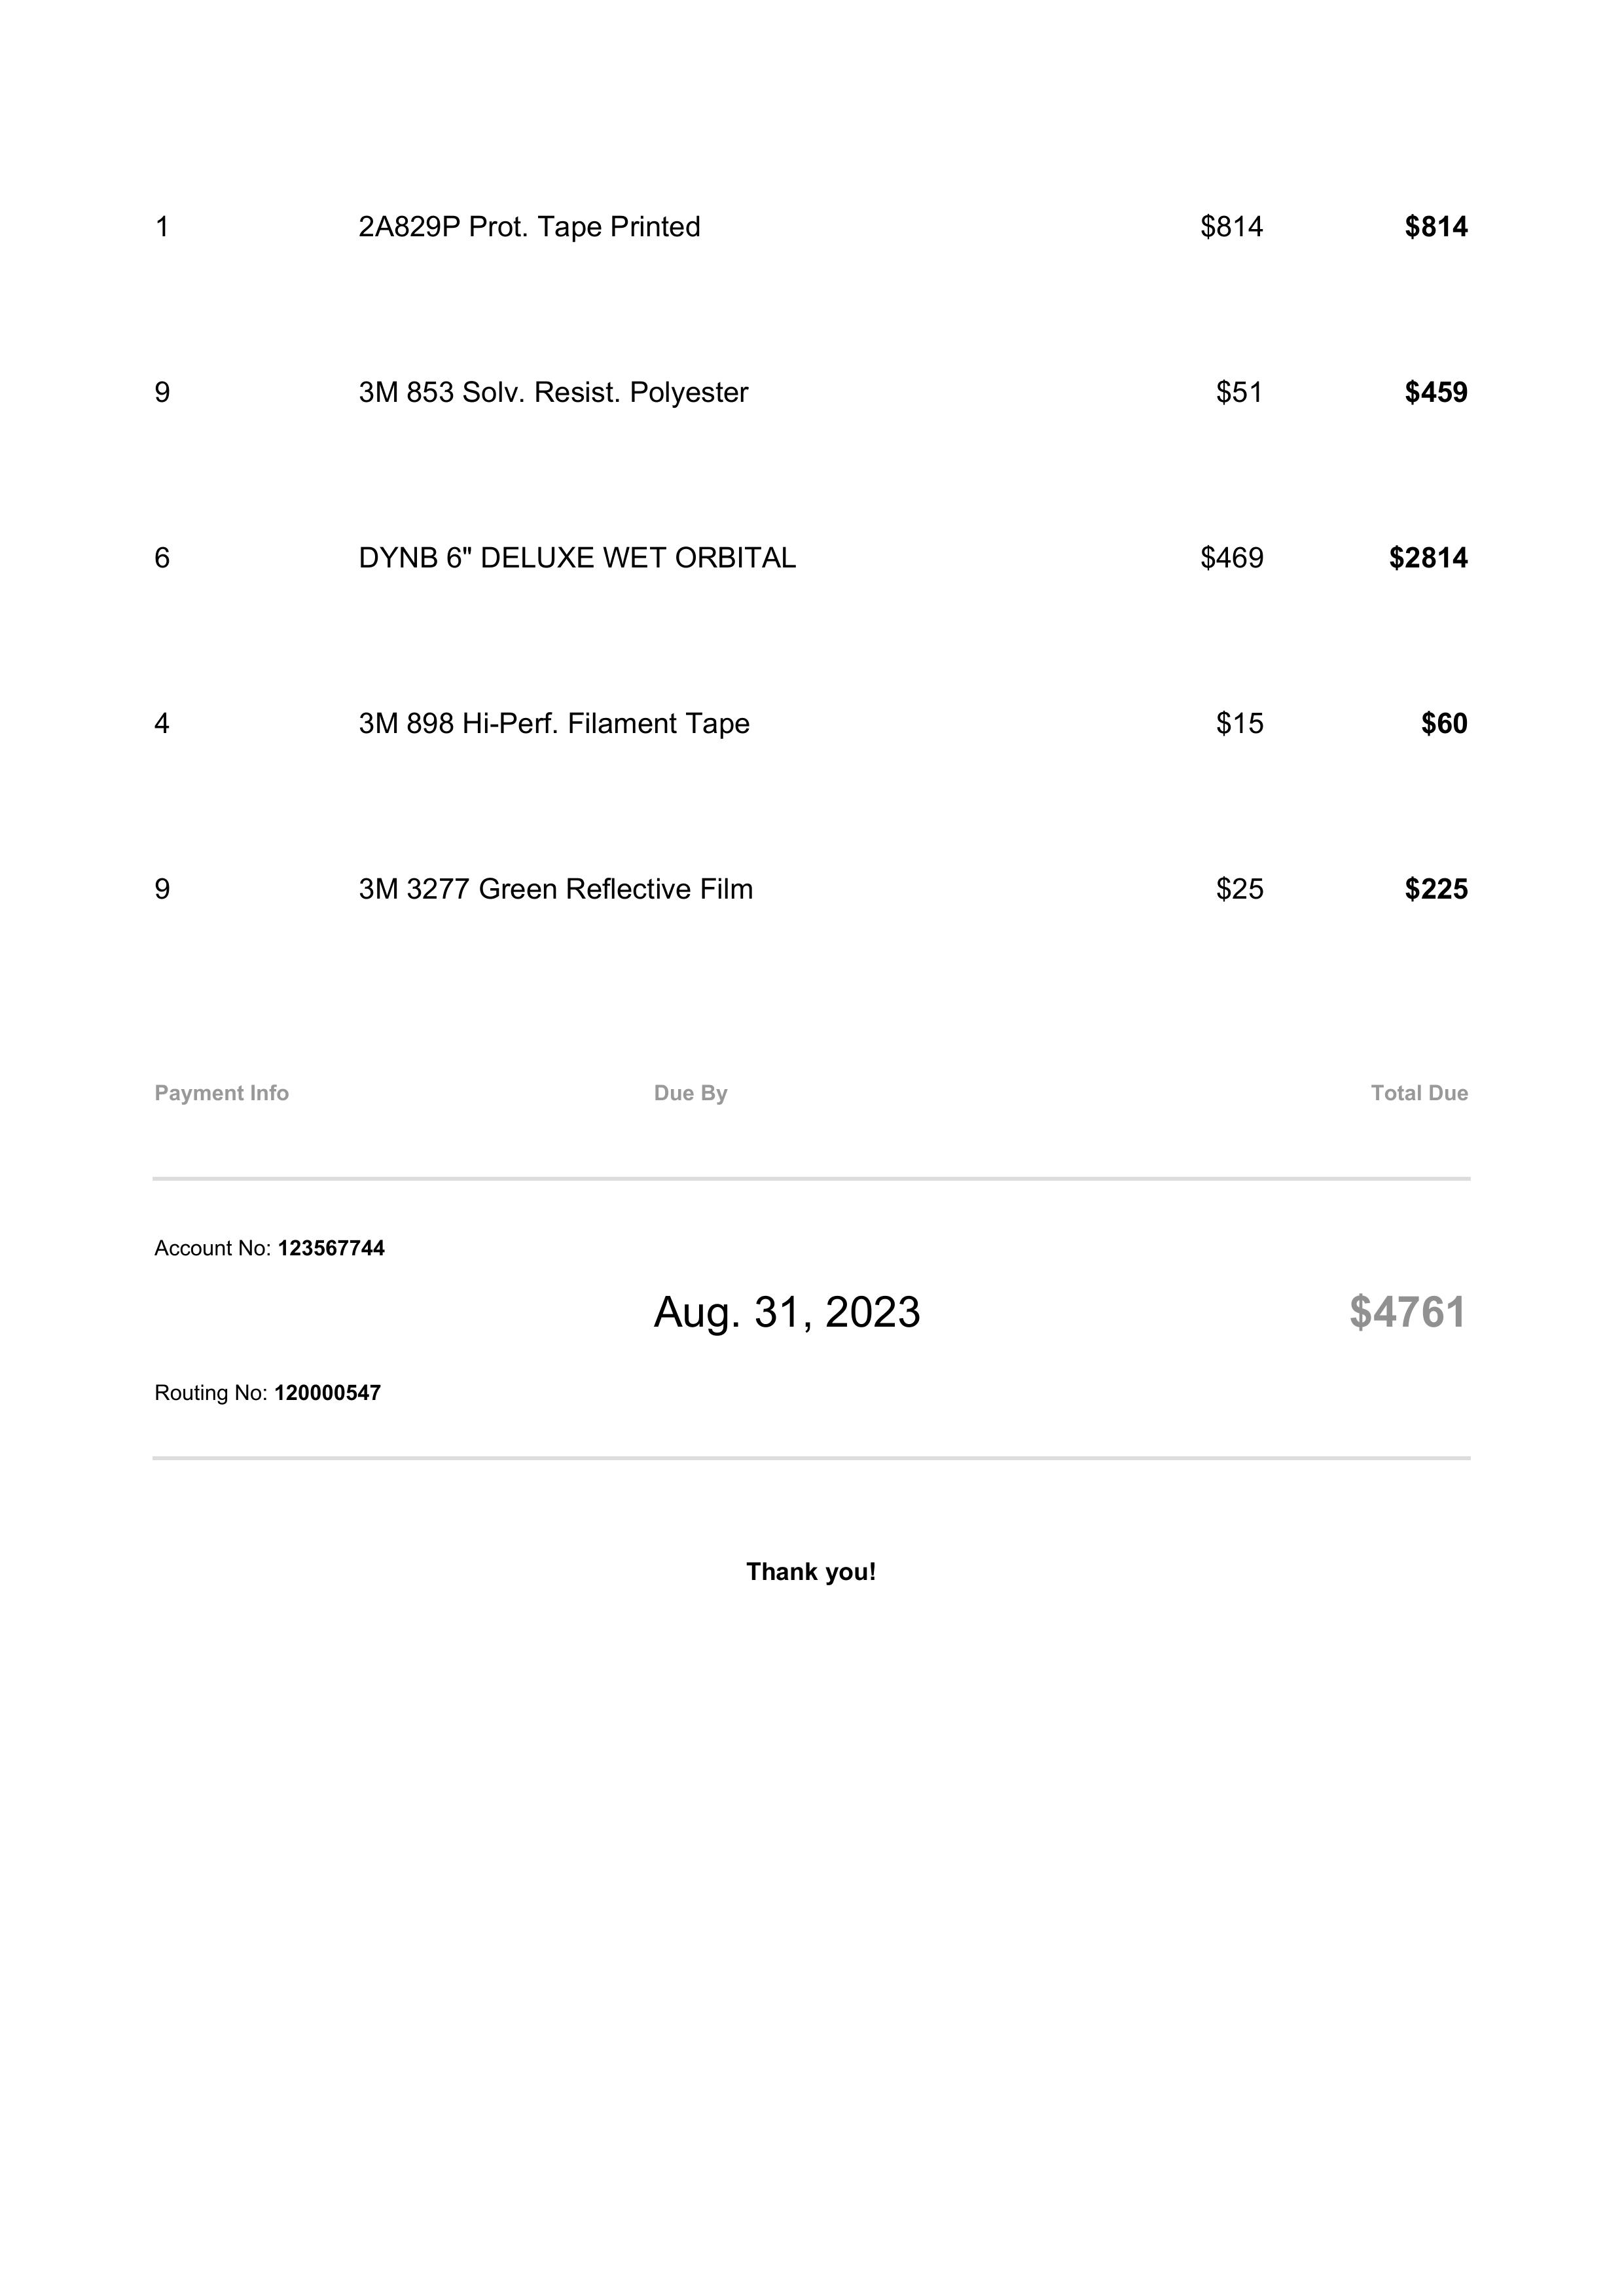 1 2A829P Prot. Tape Printed $814 $814
9 3M 853 Solv. Resist. Polyester $51 $459
6 DYNB 6" DELUXE WET ORBITAL $469 $2814
4 3M 898 Hi-Perf. Filament Tape $15 $60
9 3M 3277 Green Reflective Film $25 $225
Payment Info Due By Total Due
Account No: 123567744
Aug. 31, 2023 $4761
Routing No: 120000547
Thank you!